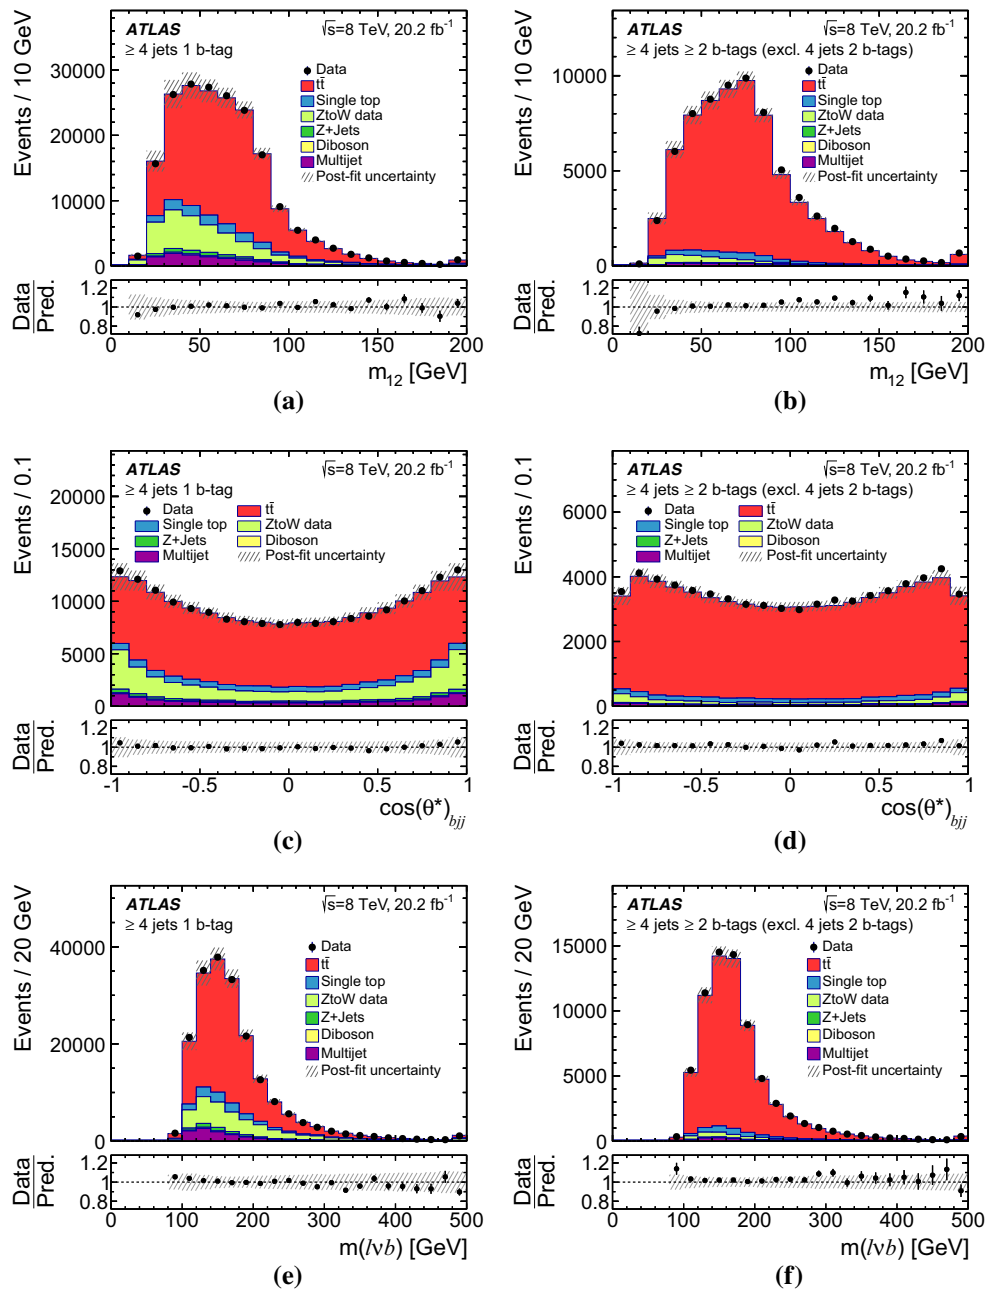 ATLAS √s=8 TeV, 20.2 fb⁻¹
≥ 4 jets 1 b-tag
Events / 10 GeV
30000
20000
10000
0
Data
tt̄
Single top
ZtoW data
Z+Jets
Diboson
Multijet
Post-fit uncertainty
Data
Pred.
1.2
1
0.8
0 50 100 150 200
m₁₂ [GeV]
(a)
ATLAS √s=8 TeV, 20.2 fb⁻¹
≥ 4 jets ≥ 2 b-tags (excl. 4 jets 2 b-tags)
Events / 10 GeV
10000
5000
0
Data
tt̄
Single top
ZtoW data
Z+Jets
Diboson
Multijet
Post-fit uncertainty
Data
Pred.
1.2
1
0.8
0 50 100 150 200
m₁₂ [GeV]
(b)
ATLAS √s=8 TeV, 20.2 fb⁻¹
≥ 4 jets 1 b-tag
Events / 0.1
20000
15000
10000
5000
0
Data tt̄
Single top ZtoW data
Z+Jets Diboson
Multijet Post-fit uncertainty
Data
Pred.
1.2
1
0.8
-1 -0.5 0 0.5 1
cos(θ*)bjj
(c)
ATLAS √s=8 TeV, 20.2 fb⁻¹
≥ 4 jets ≥ 2 b-tags (excl. 4 jets 2 b-tags)
Events / 0.1
6000
4000
2000
0
Data tt̄
Single top ZtoW data
Z+Jets Diboson
Multijet Post-fit uncertainty
Data
Pred.
1.2
1
0.8
-1 -0.5 0 0.5 1
cos(θ*)bjj
(d)
ATLAS √s=8 TeV, 20.2 fb⁻¹
≥ 4 jets 1 b-tag
Events / 20 GeV
40000
20000
0
Data
tt̄
Single top
ZtoW data
Z+Jets
Diboson
Multijet
Post-fit uncertainty
Data
Pred.
1.2
1
0.8
0 100 200 300 400 500
m(lνb) [GeV]
(e)
ATLAS √s=8 TeV, 20.2 fb⁻¹
≥ 4 jets ≥ 2 b-tags (excl. 4 jets 2 b-tags)
Events / 20 GeV
15000
10000
5000
0
Data
tt̄
Single top
ZtoW data
Z+Jets
Diboson
Multijet
Post-fit uncertainty
Data
Pred.
1.2
1
0.8
0 100 200 300 400 500
m(lνb) [GeV]
(f)